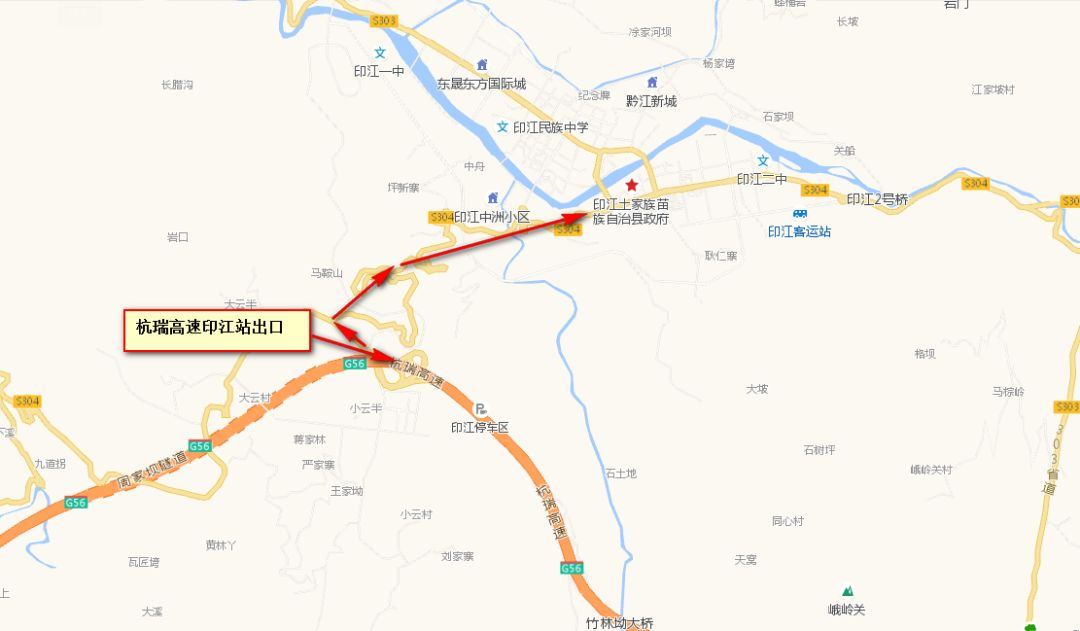 岩门
S303
长坡
涂家河坝
印江一中
杨家塆
长腊沟
东晟东方国际城
纪念牌
黔江新城
江家坡村
石家坝
印江民族中学
关船
中舟
印江二中
坪新寨
S304
S304
印江2号桥
S30
印江土家族苗
族自治县政府
S304
印江中洲小区
S304
印江客运站
岩口
耿仁寨
马鞍山
大云半
杭瑞高速印江站出口
格坝
G56
杭瑞高速
大坡
马棕岭
S304
大云村
小云半
S303
印江停车区
303省道
蒋家林
G56
石树坪
周家坝隧道
严家寨
九道拐
峨岭关村
石土地
王家坳
G56
杭瑞高速
小云村
同心村
黄林丫
刘家寨
瓦匠塆
天窝
G56
上
大溪
峨岭关
竹林坳大桥